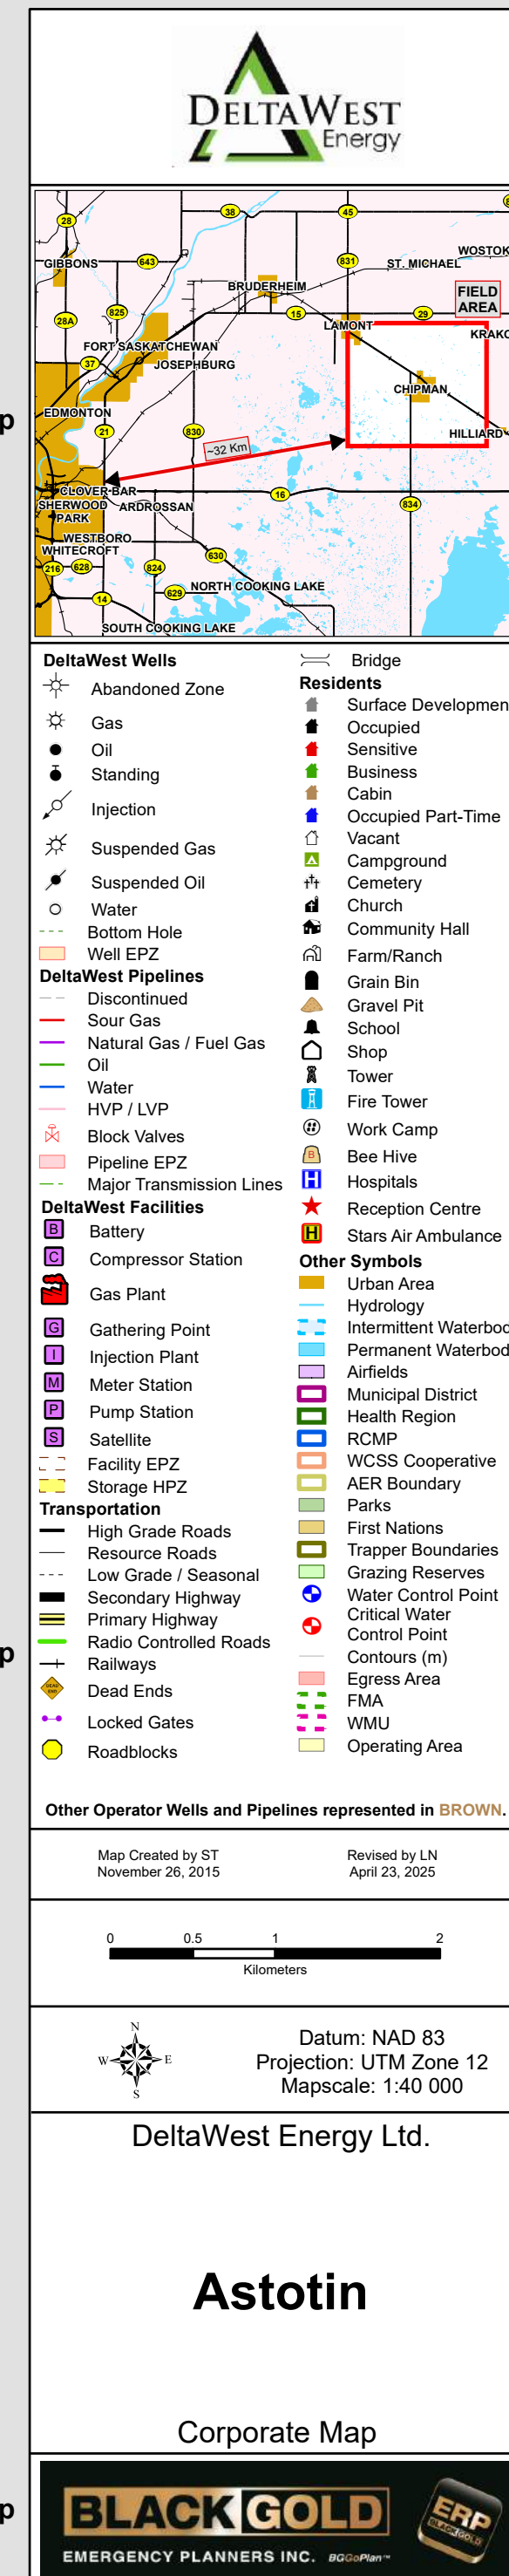 DELTAWEST
Energy
28
38
45
WOSTOK
GIBBONS
643
831
ST. MICHAEL
BRUDERHEIM
FIELD
AREA
28A
825
15
29
LAMONT
KRAKO
FORT SASKATCHEWAN
37
JOSEPHBURG
CHIPMAN
EDMONTON
21
830
HILLIARD
~32 Km
CLOVER BAR
16
SHERWOOD
PARK
ARDROSSAN
834
WESTBORO
WHITECROFT
630
216
628
824
629
NORTH COOKING LAKE
14
SOUTH COOKING LAKE
DeltaWest Wells
Abandoned Zone
Gas
Oil
Standing
Injection
Suspended Gas
Suspended Oil
Water
Bottom Hole
Well EPZ
DeltaWest Pipelines
Discontinued
Sour Gas
Natural Gas / Fuel Gas
Oil
Water
HVP / LVP
Block Valves
Pipeline EPZ
Major Transmission Lines
DeltaWest Facilities
B Battery
C Compressor Station
Gas Plant
G Gathering Point
I Injection Plant
M Meter Station
P Pump Station
S Satellite
Facility EPZ
Storage HPZ
Transportation
High Grade Roads
Resource Roads
Low Grade / Seasonal
Secondary Highway
Primary Highway
Radio Controlled Roads
Railways
Dead Ends
Locked Gates
Roadblocks
Bridge
Residents
Surface Developmen
Occupied
Sensitive
Business
Cabin
Occupied Part-Time
Vacant
Campground
Cemetery
Church
Community Hall
Farm/Ranch
Grain Bin
Gravel Pit
School
Shop
Tower
Fire Tower
Work Camp
B Bee Hive
H Hospitals
Reception Centre
H Stars Air Ambulance
Other Symbols
Urban Area
Hydrology
Intermittent Waterbod
Permanent Waterbod
Airfields
Municipal District
Health Region
RCMP
WCSS Cooperative
AER Boundary
Parks
First Nations
Trapper Boundaries
Grazing Reserves
Water Control Point
Critical Water
Control Point
Contours (m)
Egress Area
FMA
WMU
Operating Area
Other Operator Wells and Pipelines represented in BROWN.
Map Created by ST
November 26, 2015
Revised by LN
April 23, 2025
0 0.5 1 2
Kilometers
N
W E
S
Datum: NAD 83
Projection: UTM Zone 12
Mapscale: 1:40 000
DeltaWest Energy Ltd.
Astotin
Corporate Map
BLACK GOLD
EMERGENCY PLANNERS INC. BGGoPlan™
ERP
BLACK GOLD
p
p
p